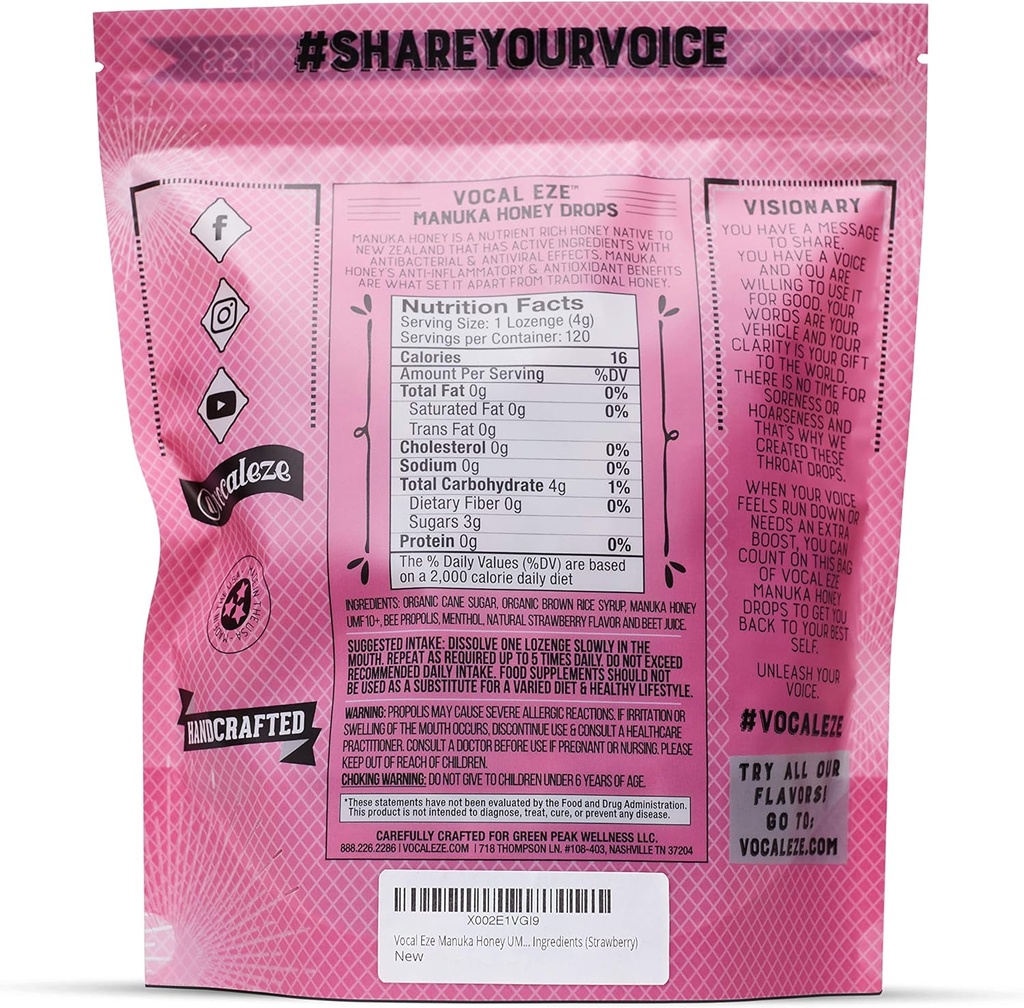 #SHAREYOURVOICE
f
Vocaleze
MADE IN THE USA - MADE IN THE USA -
HANDCRAFTED
VOCAL EZE™
MANUKA HONEY DROPS
MANUKA HONEY IS A NUTRIENT RICH HONEY NATIVE TO
NEW ZEALAND THAT HAS ACTIVE INGREDIENTS WITH
ANTIBACTERIAL & ANTIVIRAL EFFECTS. MANUKA
HONEY'S ANTI-INFLAMMATORY & ANTIOXIDANT BENEFITS
ARE WHAT SET IT APART FROM TRADITIONAL HONEY.
Nutrition Facts
Serving Size: 1 Lozenge (4g)
Servings per Container: 120
Calories 16
Amount Per Serving %DV
Total Fat 0g 0%
Saturated Fat 0g 0%
Trans Fat 0g
Cholesterol 0g 0%
Sodium 0g 0%
Total Carbohydrate 4g 1%
Dietary Fiber 0g 0%
Sugars 3g
Protein 0g 0%
The % Daily Values (%DV) are based
on a 2,000 calorie daily diet
INGREDIENTS: ORGANIC CANE SUGAR, ORGANIC BROWN RICE SYRUP, MANUKA HONEY
UMF10+, BEE PROPOLIS, MENTHOL, NATURAL STRAWBERRY FLAVOR AND BEET JUICE.
SUGGESTED INTAKE: DISSOLVE ONE LOZENGE SLOWLY IN THE
MOUTH. REPEAT AS REQUIRED UP TO 5 TIMES DAILY. DO NOT EXCEED
RECOMMENDED DAILY INTAKE. FOOD SUPPLEMENTS SHOULD NOT
BE USED AS A SUBSTITUTE FOR A VARIED DIET & HEALTHY LIFESTYLE.
WARNING: PROPOLIS MAY CAUSE SEVERE ALLERGIC REACTIONS. IF IRRITATION OR
SWELLING OF THE MOUTH OCCURS, DISCONTINUE USE & CONSULT A HEALTHCARE
PRACTITIONER. CONSULT A DOCTOR BEFORE USE IF PREGNANT OR NURSING. PLEASE
KEEP OUT OF REACH OF CHILDREN.
CHOKING WARNING: DO NOT GIVE TO CHILDREN UNDER 6 YEARS OF AGE.
*These statements have not been evaluated by the Food and Drug Administration.
This product is not intended to diagnose, treat, cure, or prevent any disease.
CAREFULLY CRAFTED FOR GREEN PEAK WELLNESS LLC.
888.226.2286 | VOCALEZE.COM | 718 THOMPSON LN. #108-403, NASHVILLE TN 37204
VISIONARY
YOU HAVE A MESSAGE
TO SHARE.
YOU HAVE A VOICE
AND YOU ARE
WILLING TO USE IT
FOR GOOD. YOUR
WORDS ARE YOUR
VEHICLE AND YOUR
CLARITY IS YOUR GIFT
TO THE WORLD.
THERE IS NO TIME FOR
SORENESS OR
HOARSENESS AND
THAT'S WHY WE
CREATED THESE
THROAT DROPS.
WHEN YOUR VOICE
FEELS RUN DOWN OR
NEEDS AN EXTRA
BOOST, YOU CAN
COUNT ON THIS BAG
OF VOCAL EZE
MANUKA HONEY
DROPS TO GET YOU
BACK TO YOUR BEST
SELF.
UNLEASH YOUR
VOICE.
#VOCALEZE
TRY ALL OUR
FLAVORS!
GO TO:
VOCALEZE.COM
X002E1VGI9
Vocal Eze Manuka Honey UM... Ingredients (Strawberry)
New